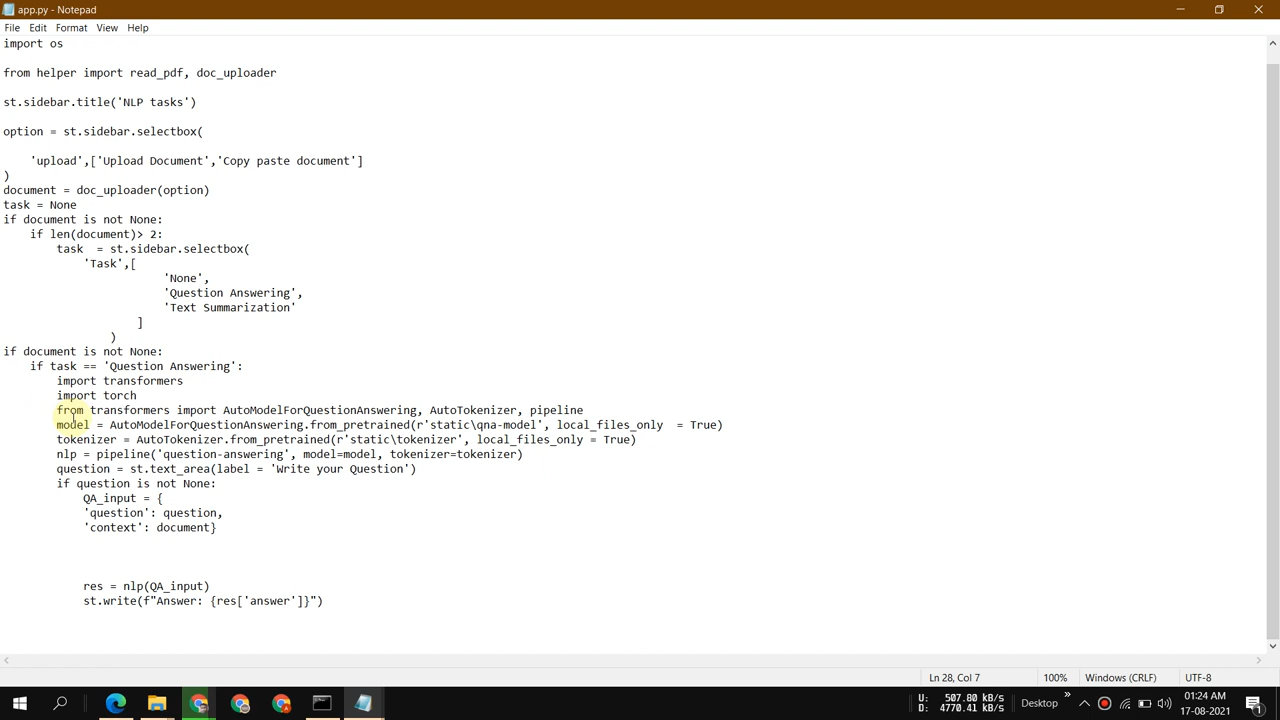 app.py - Notepad
File Edit Format View Help
import os
from helper import read_pdf, doc_uploader
st.sidebar.title('NLP tasks')
option = st.sidebar.selectbox(
'upload',['Upload Document','Copy paste document']
)
document = doc_uploader(option)
task = None
if document is not None:
if len(document)> 2:
task = st.sidebar.selectbox(
'Task',[
'None',
'Question Answering',
'Text Summarization'
]
)
if document is not None:
if task == 'Question Answering':
import transformers
import torch
from transformers import AutoModelForQuestionAnswering, AutoTokenizer, pipeline
model = AutoModelForQuestionAnswering.from_pretrained(r'static\qna-model', local_files_only = True)
tokenizer = AutoTokenizer.from_pretrained(r'static\tokenizer', local_files_only = True)
nlp = pipeline('question-answering', model=model, tokenizer=tokenizer)
question = st.text_area(label = 'Write your Question')
if question is not None:
QA_input = {
'question': question,
'context': document}
res = nlp(QA_input)
st.write(f"Answer: {res['answer']}")
Ln 28, Col 7 100% Windows (CRLF) UTF-8
U: 507.80 kB/s
D: 4770.41 kB/s
Desktop
01:24 AM
17-08-2021
1